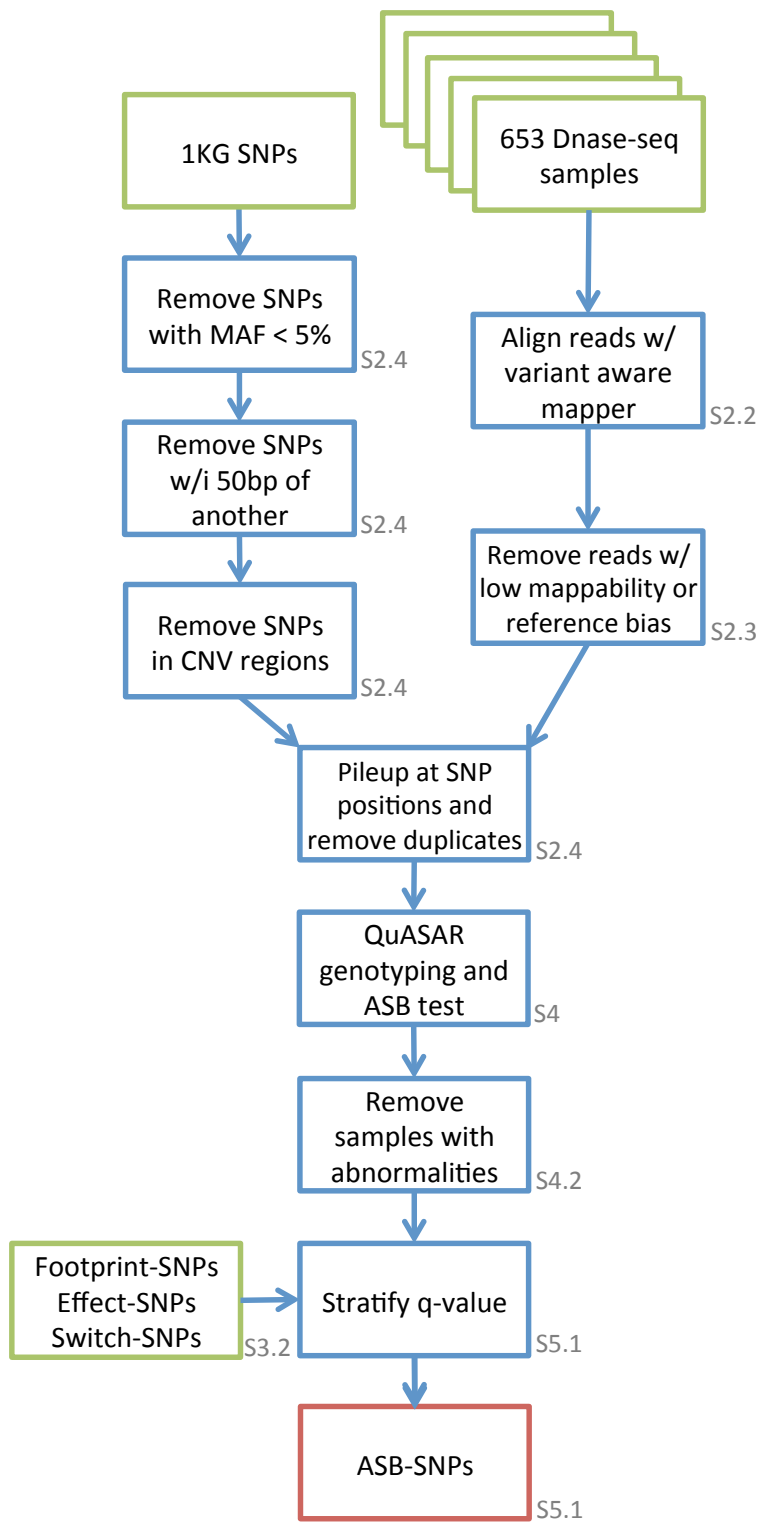 1KG SNPs
653 Dnase-seq
samples
Remove SNPs
with MAF < 5%
S2.4
Align reads w/
variant aware
mapper
S2.2
Remove SNPs
w/i 50bp of
another
S2.4
Remove reads w/
low mappability or
reference bias
S2.3
Remove SNPs
in CNV regions
S2.4
Pileup at SNP
positions and
remove duplicates
S2.4
QuASAR
genotyping and
ASB test
S4
Remove
samples with
abnormalities
S4.2
Footprint-SNPs
Effect-SNPs
Switch-SNPs
S3.2
Stratify q-value
S5.1
ASB-SNPs
S5.1